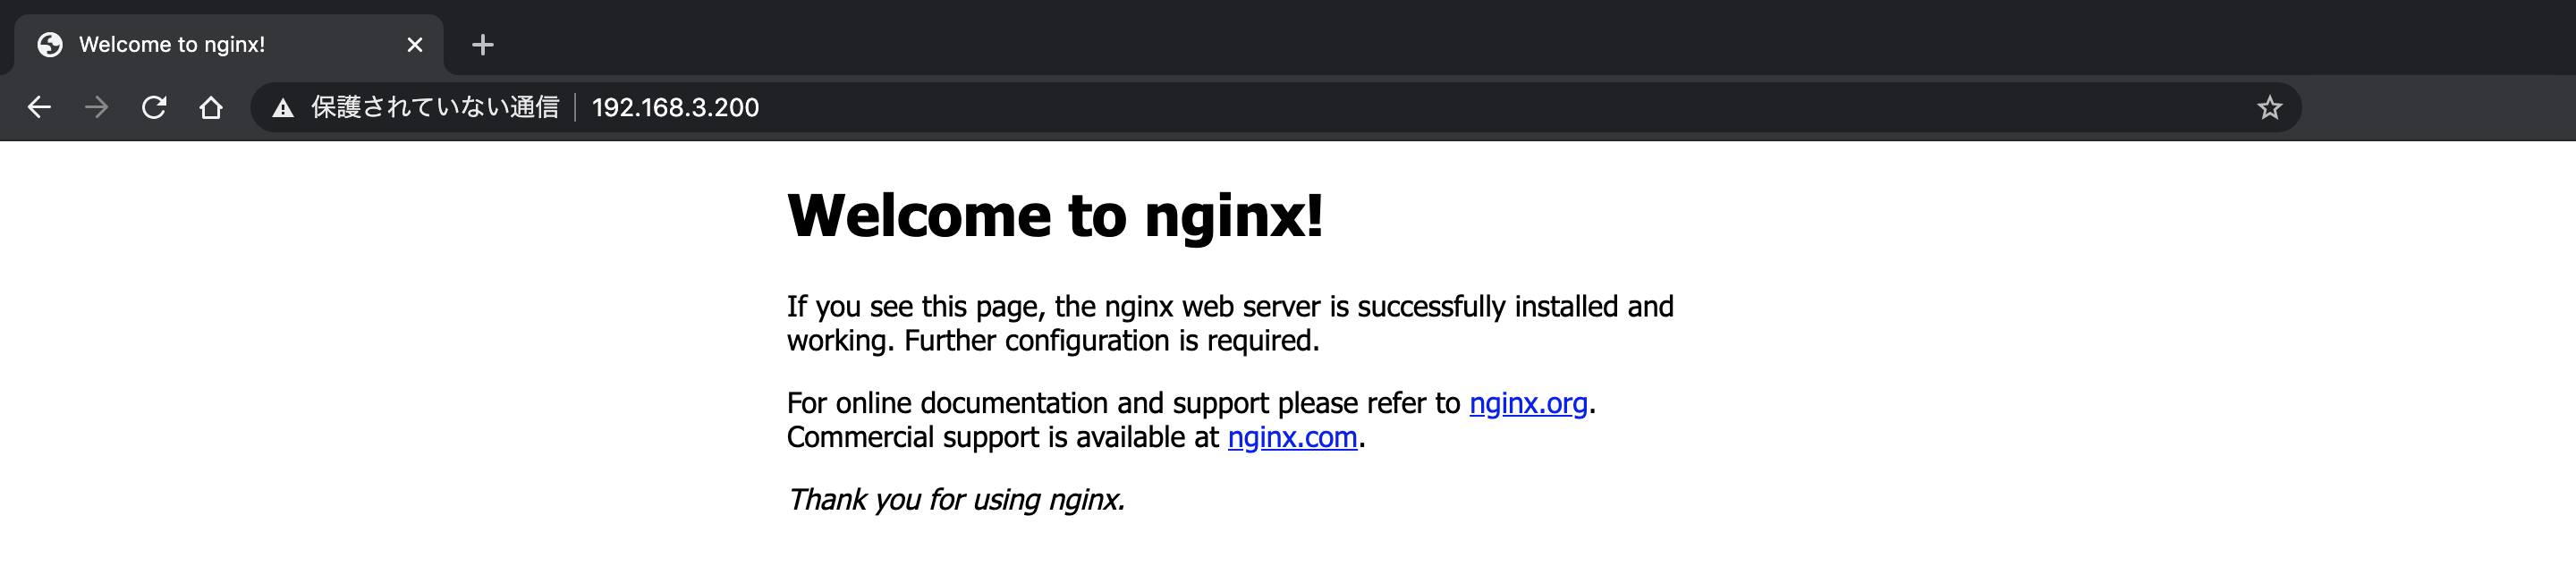 Welcome to nginx!
保護されていない通信 192.168.3.200
Welcome to nginx!
If you see this page, the nginx web server is successfully installed and
working. Further configuration is required.
For online documentation and support please refer to nginx.org.
Commercial support is available at nginx.com.
Thank you for using nginx.